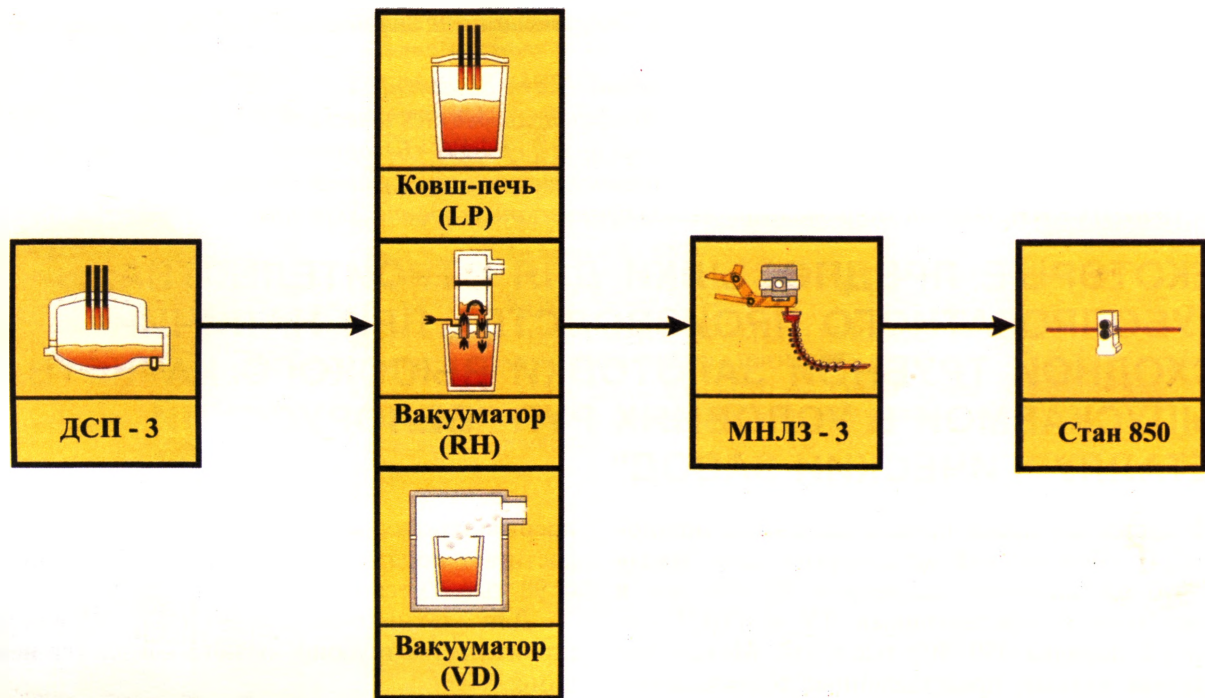 Ковш-печь
(LP)
ДСП - 3
Вакууматор
(RH)
МНЛЗ - 3
Стан 850
Вакууматор
(VD)